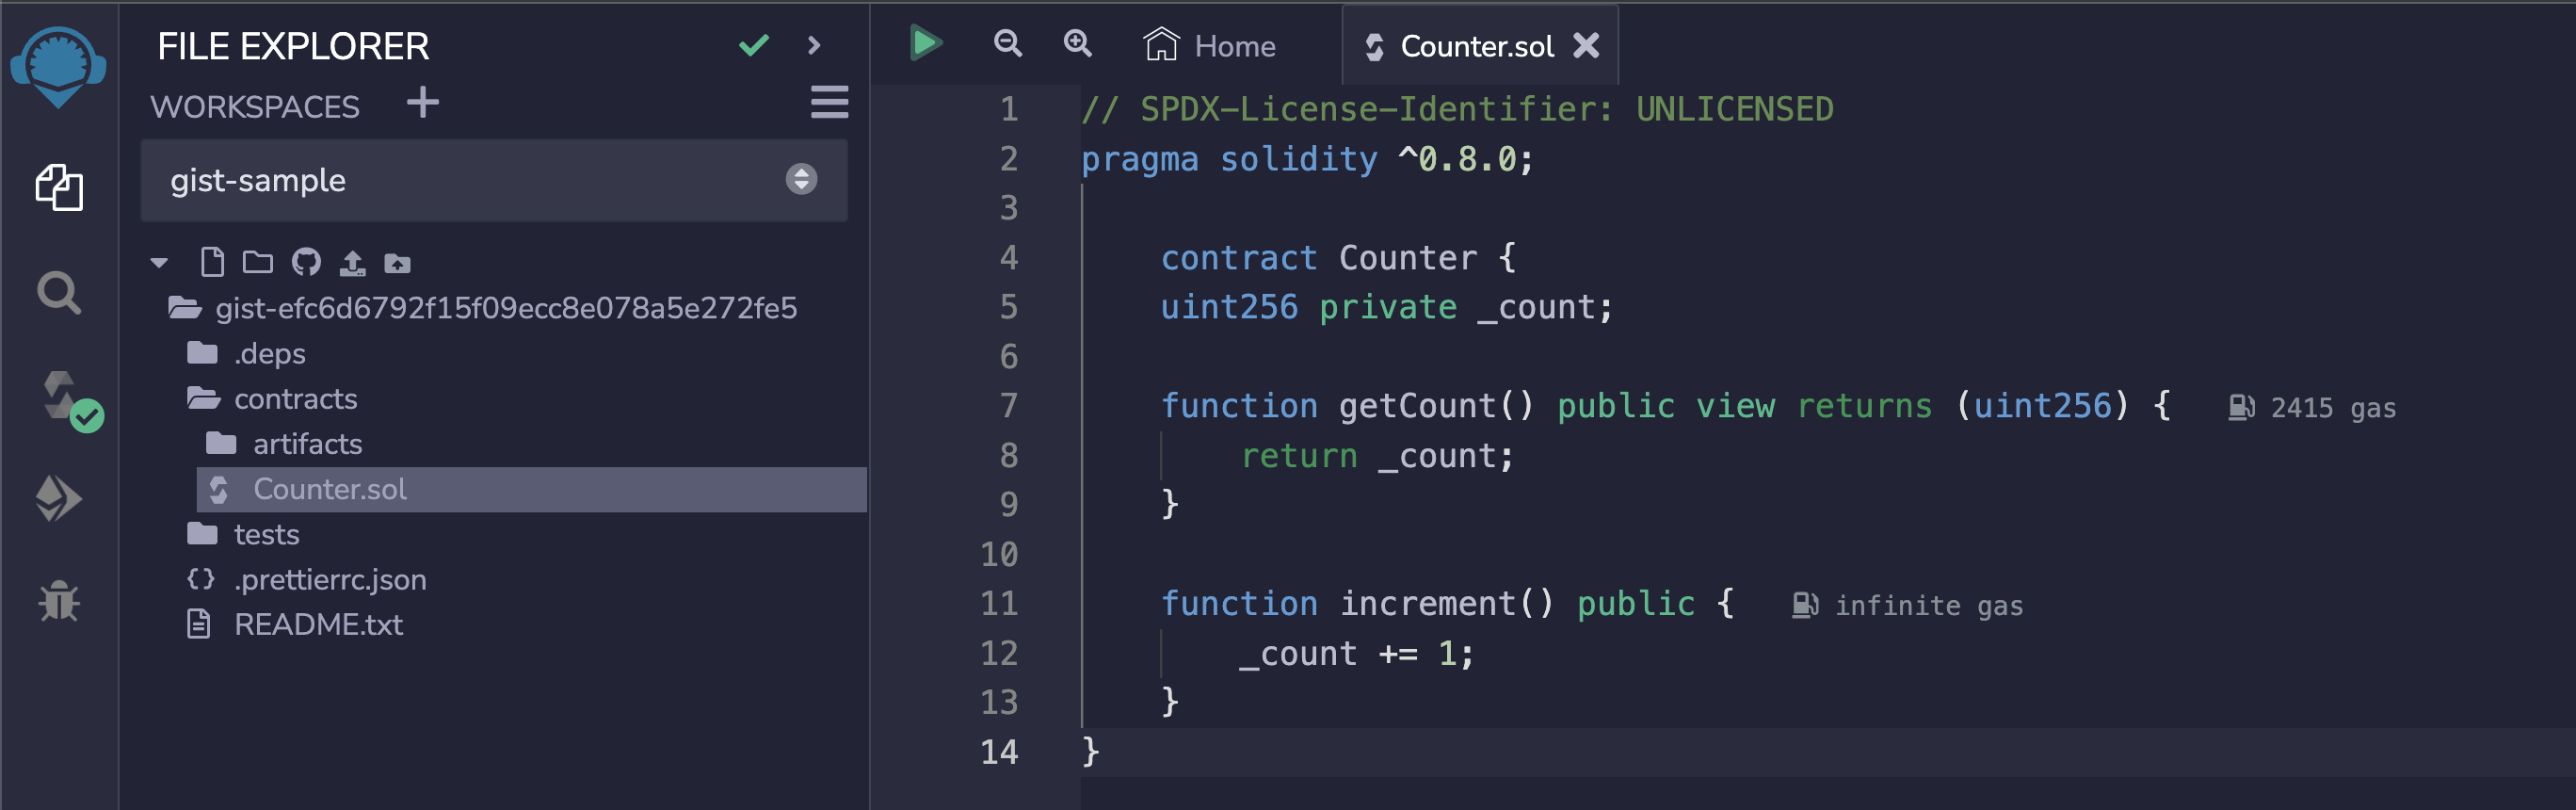 FILE EXPLORER
WORKSPACES
gist-sample
gist-efc6d6792f15f09ecc8e078a5e272fe5
.deps
contracts
artifacts
Counter.sol
tests
.prettierrc.json
README.txt
Home
Counter.sol
1 // SPDX-License-Identifier: UNLICENSED
2 pragma solidity ^0.8.0;
3
4 contract Counter {
5 uint256 private _count;
6
7 function getCount() public view returns (uint256) { 2415 gas
8 return _count;
9 }
10
11 function increment() public { infinite gas
12 _count += 1;
13 }
14 }